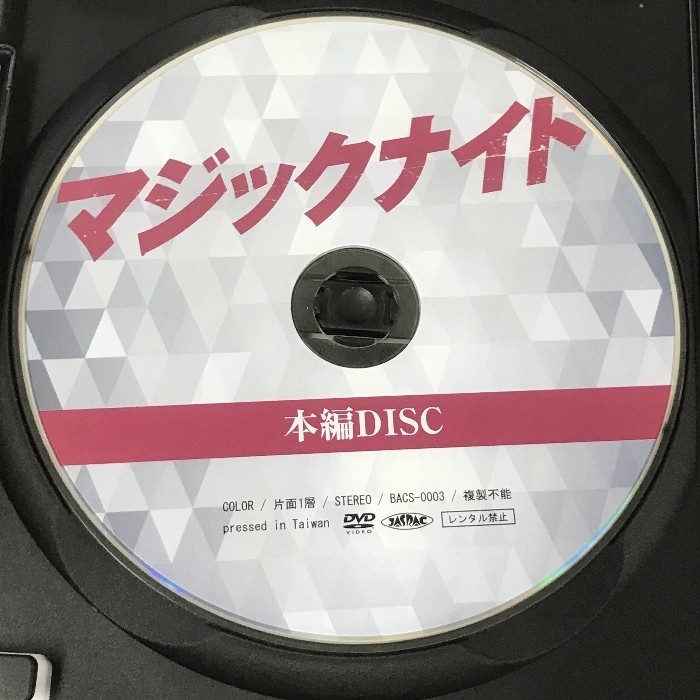 マジックナイト
本編DISC
COLOR / 片面1層 / STEREO / BACS-0003 / 複製不能
pressed in Taiwan DVD VIDEO JASRAC レンタル禁止